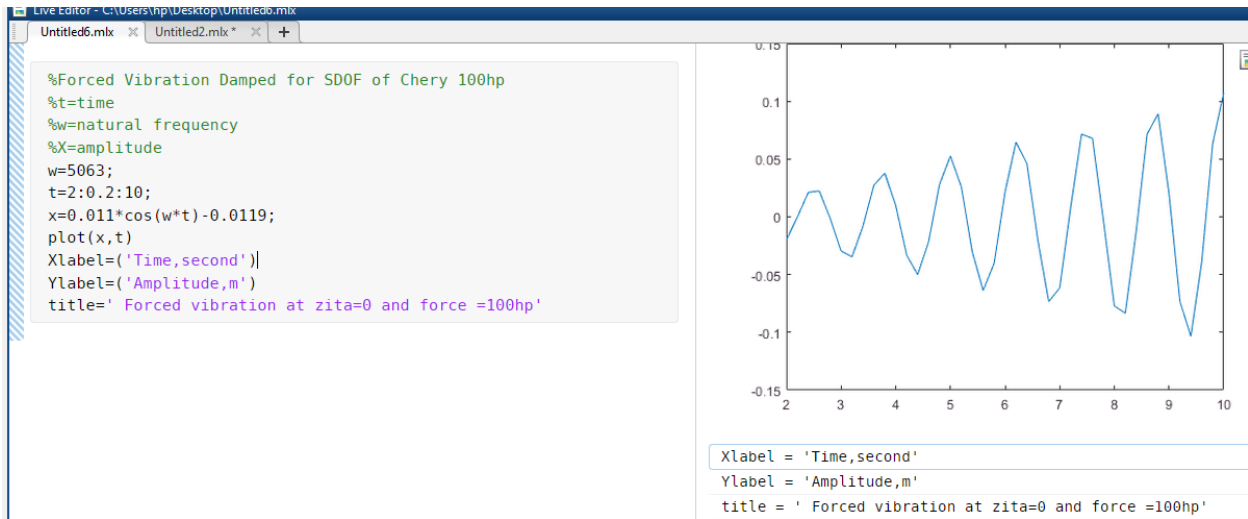 Live Editor - C:\Users\hp\Desktop\Untitled6.mlx
Untitled6.mlx
Untitled2.mlx *
%Forced Vibration Damped for SDOF of Chery 100hp
%t=time
%w=natural frequency
%X=amplitude
w=5063;
t=2:0.2:10;
x=0.011*cos(w*t)-0.0119;
plot(x,t)
Xlabel=('Time,second')
Ylabel=('Amplitude,m')
title=' Forced vibration at zita=0 and force =100hp'
0.15
0.1
0.05
0
-0.05
-0.1
-0.15
2 3 4 5 6 7 8 9 10
Xlabel = 'Time,second'
Ylabel = 'Amplitude,m'
title = ' Forced vibration at zita=0 and force =100hp'